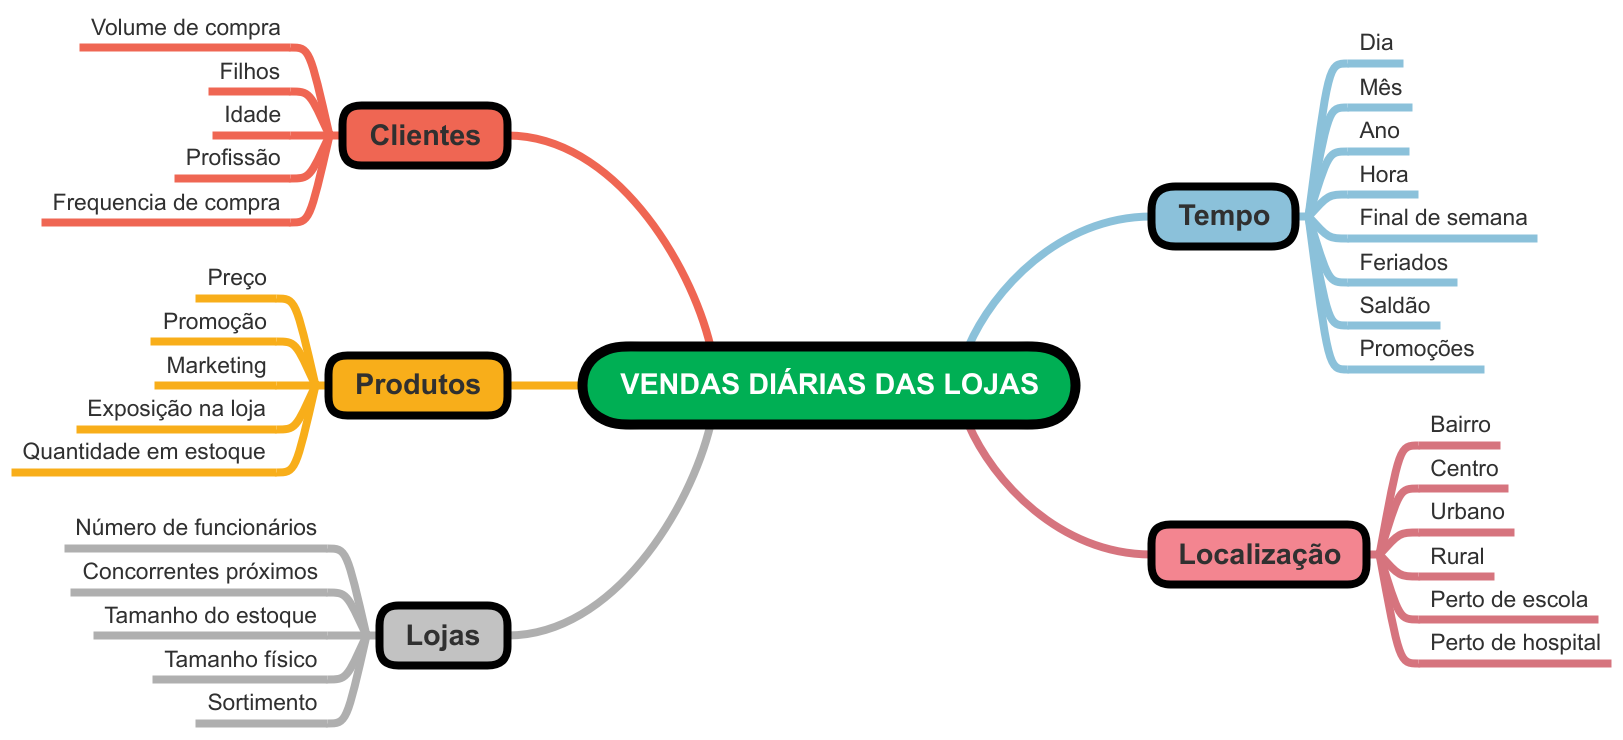 Volume de compra
Filhos
Idade
Profissão
Frequencia de compra
Clientes
Preço
Promoção
Marketing
Exposição na loja
Quantidade em estoque
Produtos
Número de funcionários
Concorrentes próximos
Tamanho do estoque
Tamanho físico
Sortimento
Lojas
VENDAS DIÁRIAS DAS LOJAS
Tempo
Dia
Mês
Ano
Hora
Final de semana
Feriados
Saldão
Promoções
Localização
Bairro
Centro
Urbano
Rural
Perto de escola
Perto de hospital